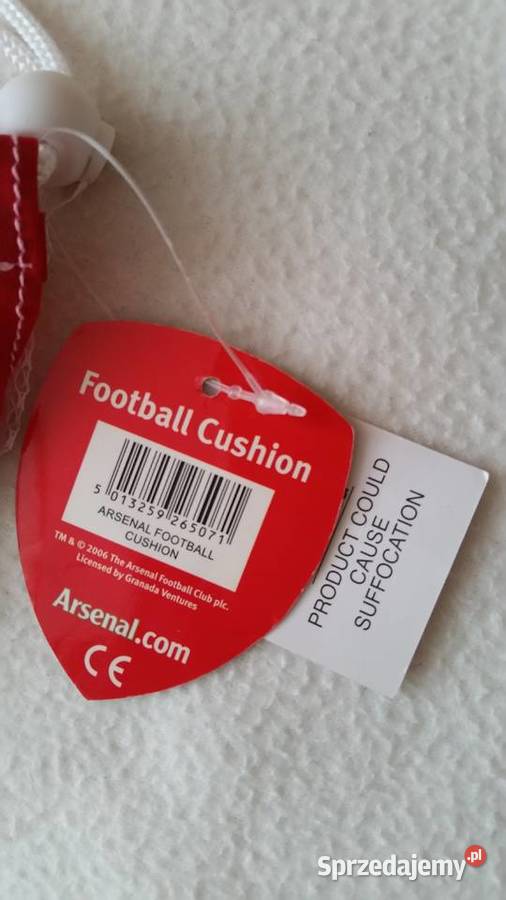 Football Cushion
5 013259 265071
ARSENAL FOOTBALL
CUSHION
TM & © 2006 The Arsenal Football Club plc.
Licensed by Granada Ventures
Arsenal.com
CE
PRODUCT COULD
CAUSE
SUFFOCATION
Sprzedajemy.pl